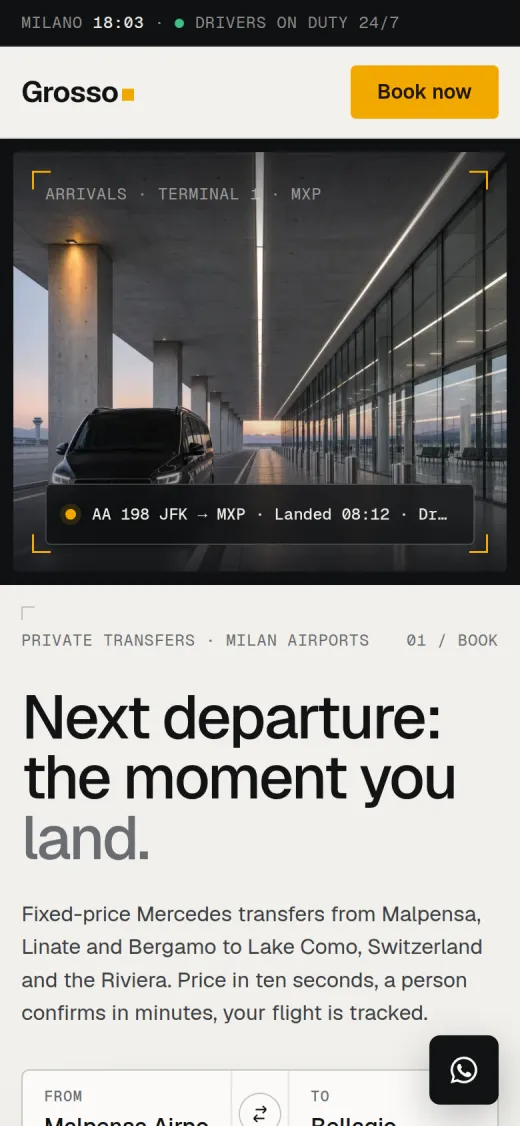 MILANO 18:03 · DRIVERS ON DUTY 24/7
Grosso
Book now
ARRIVALS · TERMINAL 1 · MXP
AA 198 JFK → MXP · Landed 08:12 · Dr…
PRIVATE TRANSFERS · MILAN AIRPORTS
01 / BOOK
Next departure:
the moment you
land.
Fixed-price Mercedes transfers from Malpensa,
Linate and Bergamo to Lake Como, Switzerland
and the Riviera. Price in ten seconds, a person
confirms in minutes, your flight is tracked.
FROM
TO
Malpensa Airpo
Bellagio